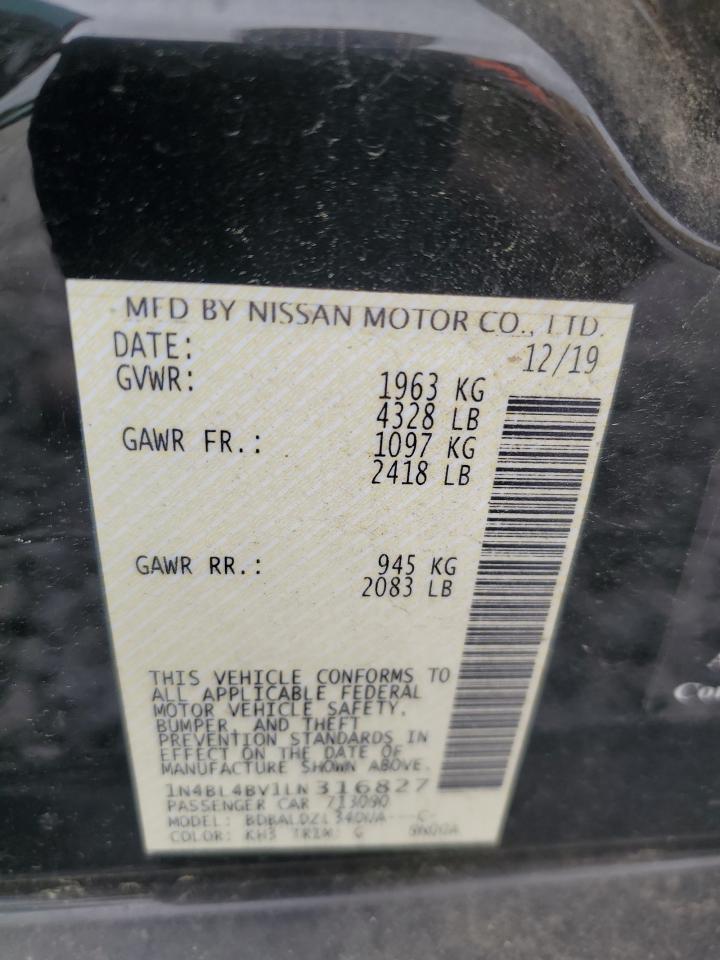 MFD BY NISSAN MOTOR CO., LTD.
DATE: 12/19
GVWR: 1963 KG
4328 LB
GAWR FR.: 1097 KG
2418 LB
GAWR RR.: 945 KG
2083 LB
THIS VEHICLE CONFORMS TO
ALL APPLICABLE FEDERAL
MOTOR VEHICLE SAFETY,
BUMPER, AND THEFT
PREVENTION STANDARDS IN
EFFECT ON THE DATE OF
MANUFACTURE SHOWN ABOVE.
1N4BL4BV1LN316827
PASSENGER CAR 713090
MODEL:
COLOR: KH3 TRIM: G